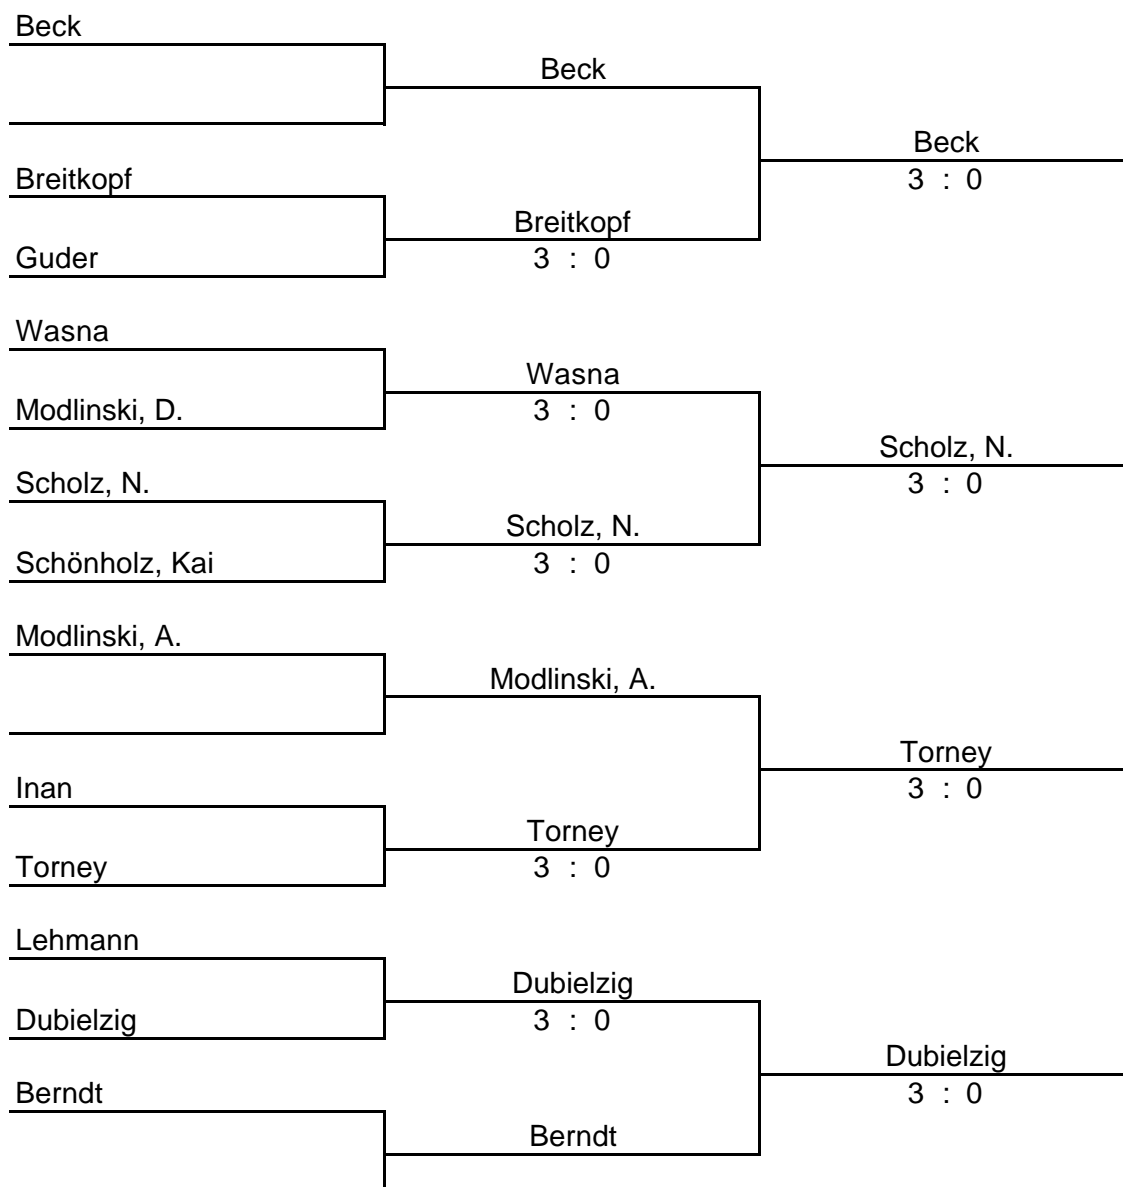 Beck
Beck
Beck
3 : 0
Breitkopf
Breitkopf
3 : 0
Guder
Wasna
Wasna
3 : 0
Modlinski, D.
Scholz, N.
3 : 0
Scholz, N.
Scholz, N.
3 : 0
Schönholz, Kai
Modlinski, A.
Modlinski, A.
Torney
3 : 0
Inan
Torney
3 : 0
Torney
Lehmann
Dubielzig
3 : 0
Dubielzig
Dubielzig
3 : 0
Berndt
Berndt